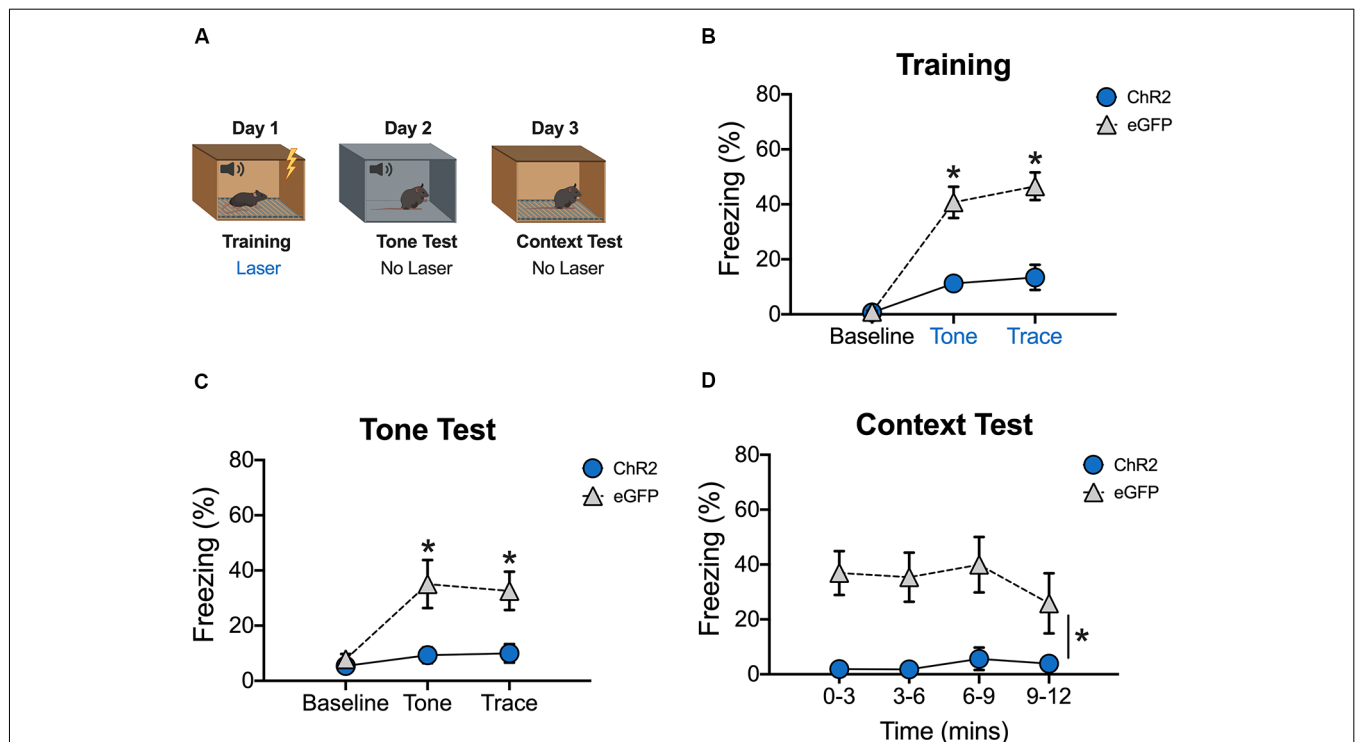 A
Day 1
Day 2
Day 3
Training
Tone Test
Context Test
Laser
No Laser
No Laser
B
Training
ChR2
eGFP
Freezing (%)
80
60
40
20
0
*
*
Baseline
Tone
Trace
C
Tone Test
ChR2
eGFP
Freezing (%)
80
60
40
20
0
*
*
Baseline
Tone
Trace
D
Context Test
ChR2
eGFP
Freezing (%)
80
60
40
20
0
*
0-3
3-6
6-9
9-12
Time (mins)